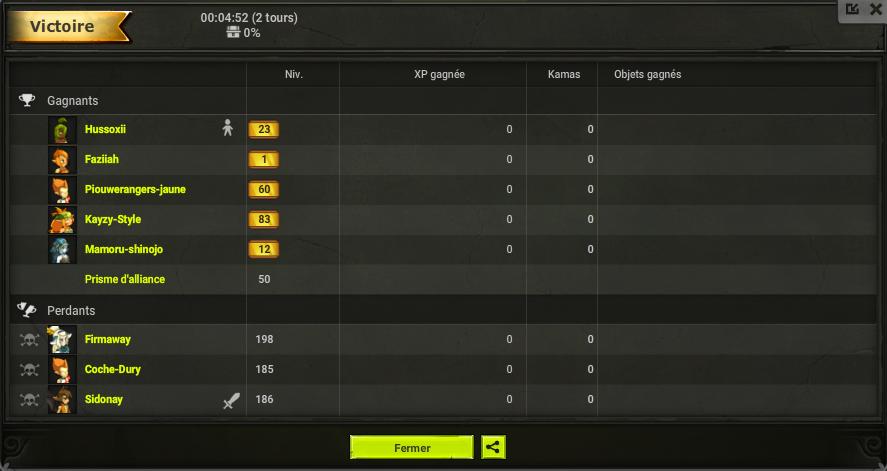 Victoire
00:04:52 (2 tours)
0%
Niv. XP gagnée Kamas Objets gagnés
Gagnants
Hussoxii 23 0 0
Faziiah 1 0 0
Piouwerangers-jaune 60 0 0
Kayzy-Style 83 0 0
Mamoru-shinojo 12 0 0
Prisme d'alliance 50
Perdants
Firmaway 198 0 0
Coche-Dury 185 0 0
Sidonay 186 0 0
Fermer